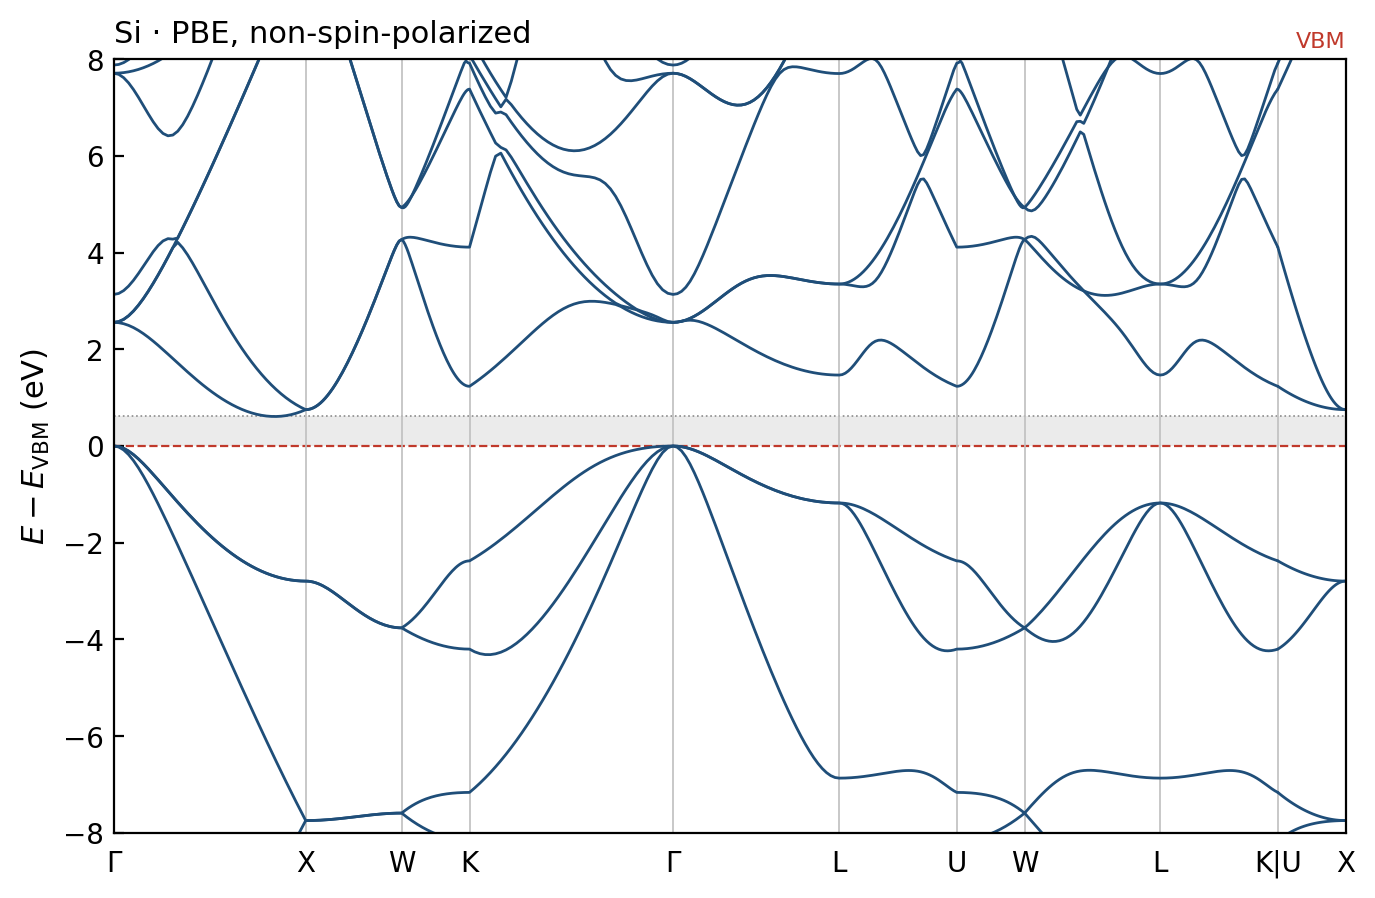 Si · PBE, non-spin-polarized
VBM
E − E_VBM (eV)
8
6
4
2
0
−2
−4
−6
−8
Γ X W K Γ L U W L K|U X